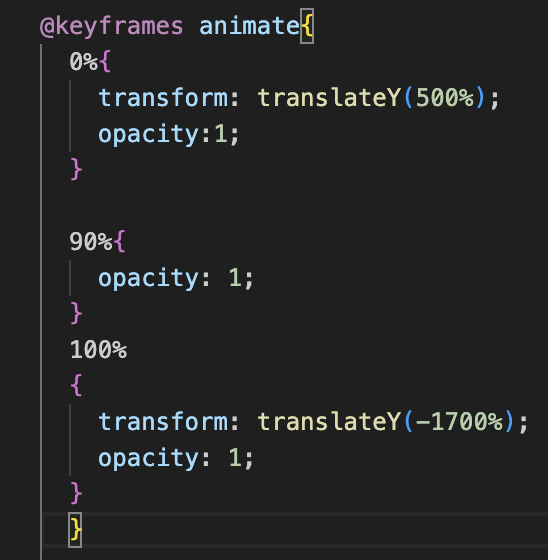 @keyframes animate{
0%{
transform: translateY(500%);
opacity:1;
}
90%{
opacity: 1;
}
100%
{
transform: translateY(-1700%);
opacity: 1;
}
}